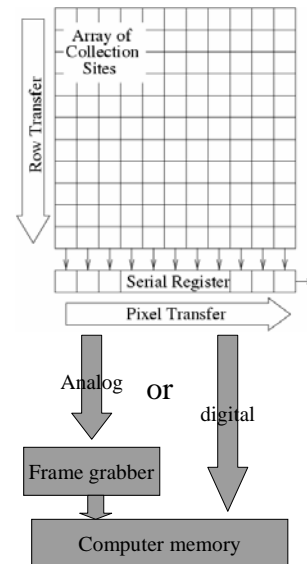 Array of
Collection
Sites
Row Transfer
Serial Register
Pixel Transfer
Analog
or
digital
Frame grabber
Computer memory